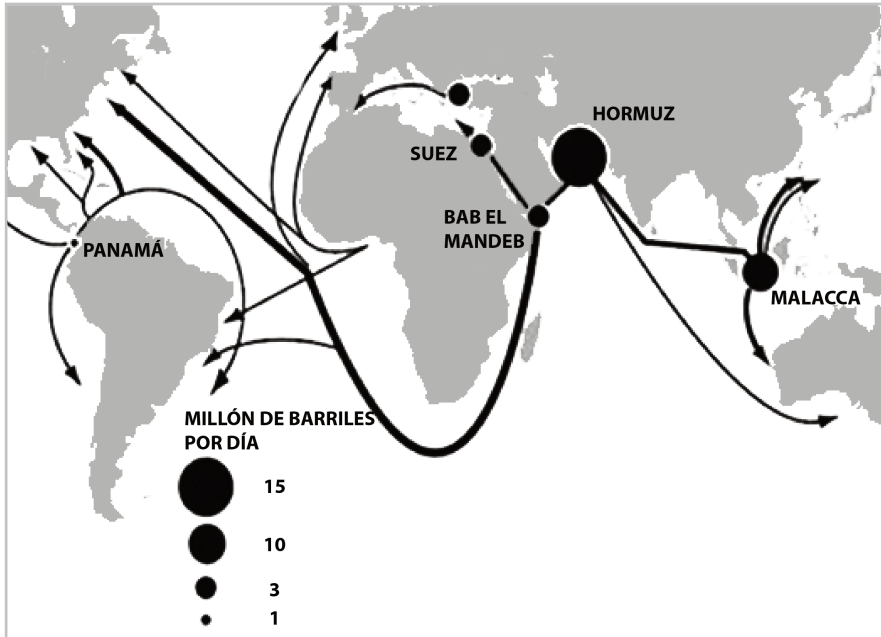 HORMUZ
SUEZ
BAB EL
MANDEB
PANAMÁ
MALACCA
MILLÓN DE BARRILES
POR DÍA
15
10
3
1